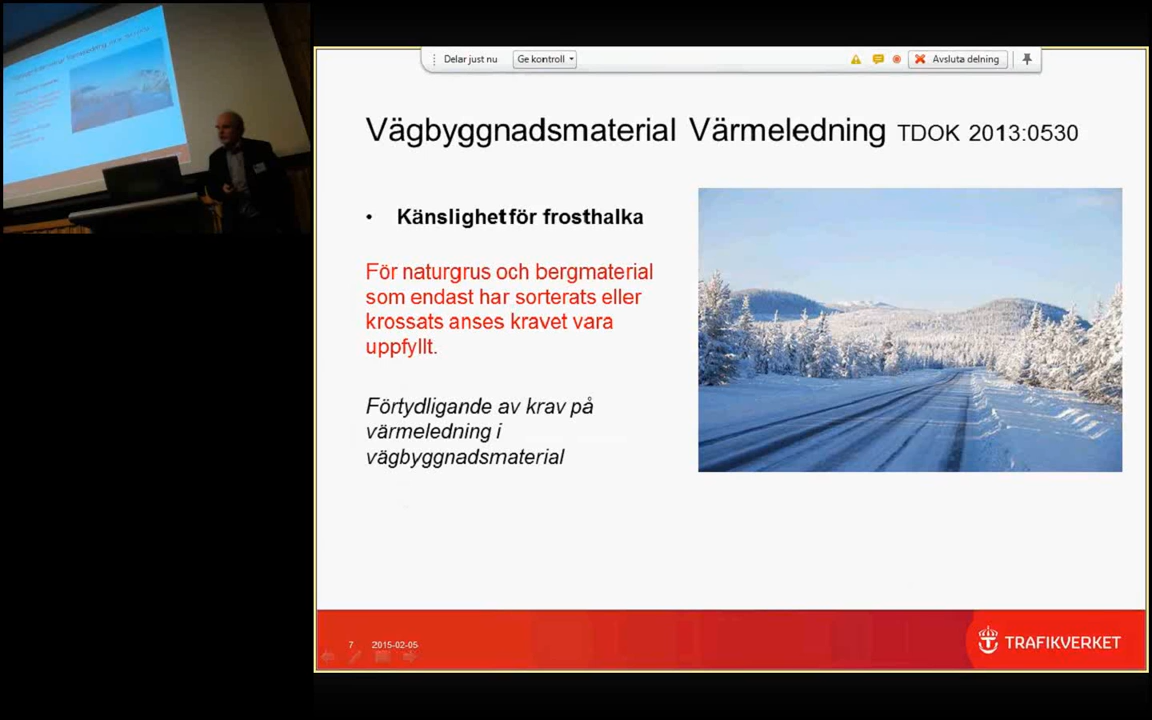 Delar just nu
Ge kontroll
Avsluta delning
Vägbyggnadsmaterial Värmeledning TDOK 2013:0530
• Känslighet för frosthalka
För naturgrus och bergmaterial
som endast har sorterats eller
krossats anses kravet vara
uppfyllt.
Förtydligande av krav på
värmeledning i
vägbyggnadsmaterial
7 2015-02-05
TRAFIKVERKET